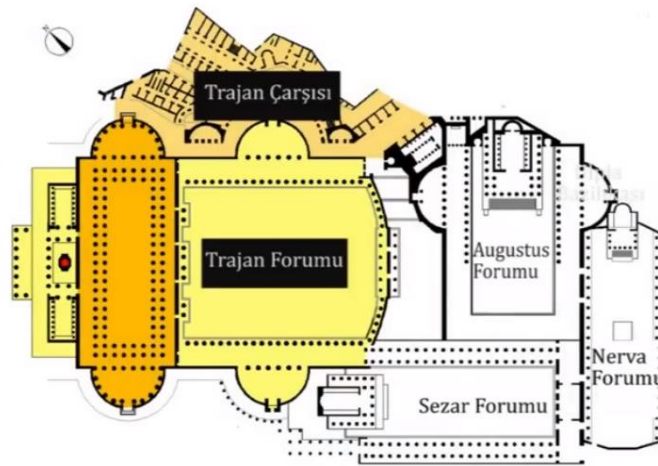 Trajan Çarşısı
Trajan Forumu
Augustus
Forumu
Nerva
Forumu
Sezar Forumu